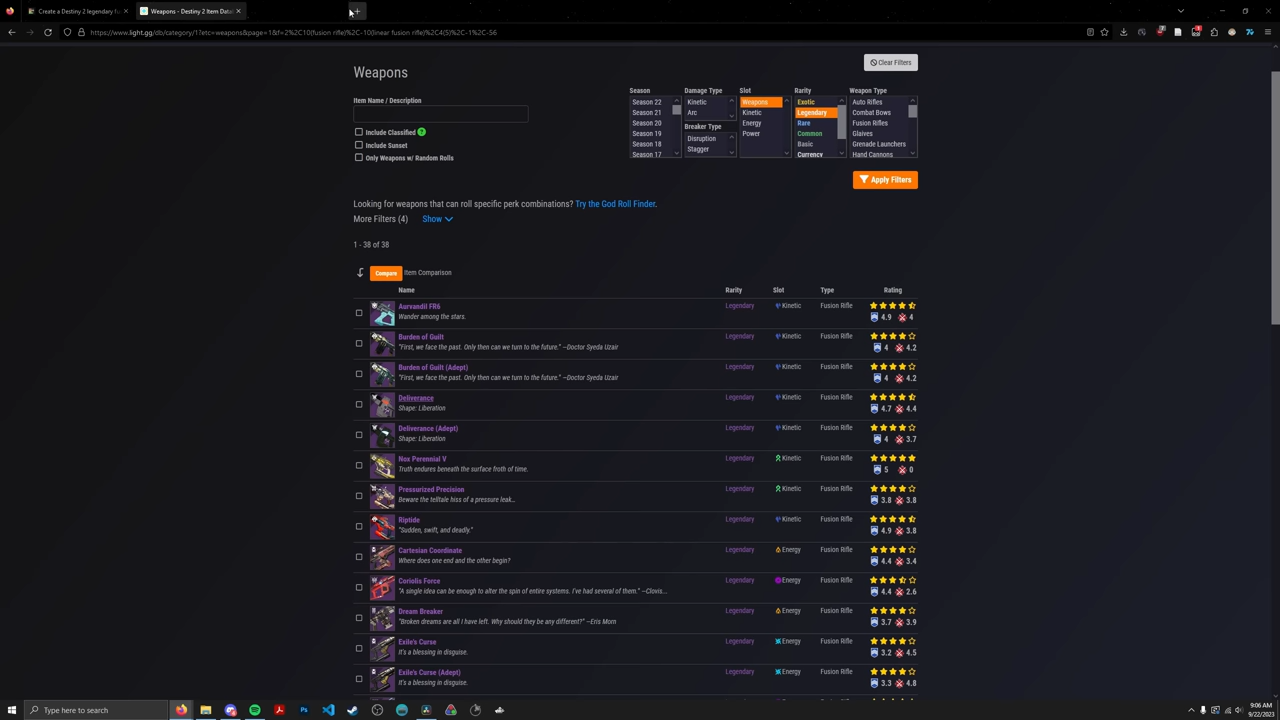 Create a Destiny 2 legendary f
Weapons - Destiny 2 Item Data
https://www.light.gg/db/category/1?etc=weapons&page=1&f=2%2C10(fusion rifle)%2C-10(linear fusion rifle)%2C4(5)%2C-1%2C-56
Weapons
Clear Filters
Item Name / Description
Include Classified ?
Include Sunset
Only Weapons w/ Random Rolls
Season
Season 22
Season 21
Season 20
Season 19
Season 18
Season 17
Damage Type
Kinetic
Arc
Breaker Type
Disruption
Stagger
Slot
Weapons
Kinetic
Energy
Power
Rarity
Exotic
Legendary
Rare
Common
Basic
Currency
Weapon Type
Auto Rifles
Combat Bows
Fusion Rifles
Glaives
Grenade Launchers
Hand Cannons
Apply Filters
Looking for weapons that can roll specific perk combinations? Try the God Roll Finder.
More Filters (4) Show
1 - 38 of 38
Compare Item Comparison
Name Rarity Slot Type Rating
Aurvandil FR6 Legendary Kinetic Fusion Rifle
Wander among the stars. 4.9 4
Burden of Guilt Legendary Kinetic Fusion Rifle
"First, we face the past. Only then can we turn to the future." —Doctor Syeda Uzair 4 4.2
Burden of Guilt (Adept) Legendary Kinetic Fusion Rifle
"First, we face the past. Only then can we turn to the future." —Doctor Syeda Uzair 4 4.2
Deliverance Legendary Kinetic Fusion Rifle
Shape: Liberation 4.7 4.4
Deliverance (Adept) Legendary Kinetic Fusion Rifle
Shape: Liberation 4 3.7
Nox Perennial V Legendary Kinetic Fusion Rifle
Truth endures beneath the surface froth of time. 5 0
Pressurized Precision Legendary Kinetic Fusion Rifle
Beware the telltale hiss of a pressure leak… 3.8 3.8
Riptide Legendary Kinetic Fusion Rifle
"Sudden, swift, and deadly." 4.9 3.8
Cartesian Coordinate Legendary Energy Fusion Rifle
Where does one end and the other begin? 4.4 3.4
Coriolis Force Legendary Energy Fusion Rifle
"A single idea can be enough to alter the spin of entire systems. I've had several of them." —Clovis... 4.4 2.6
Dream Breaker Legendary Energy Fusion Rifle
"Broken dreams are all I have left. Why should they be any different?" —Eris Morn 3.7 3.9
Exile's Curse Legendary Energy Fusion Rifle
It's a blessing in disguise. 3.2 4.5
Exile's Curse (Adept) Legendary Energy Fusion Rifle
It's a blessing in disguise. 3.3 4.8
Type here to search
9:06 AM
9/22/2023